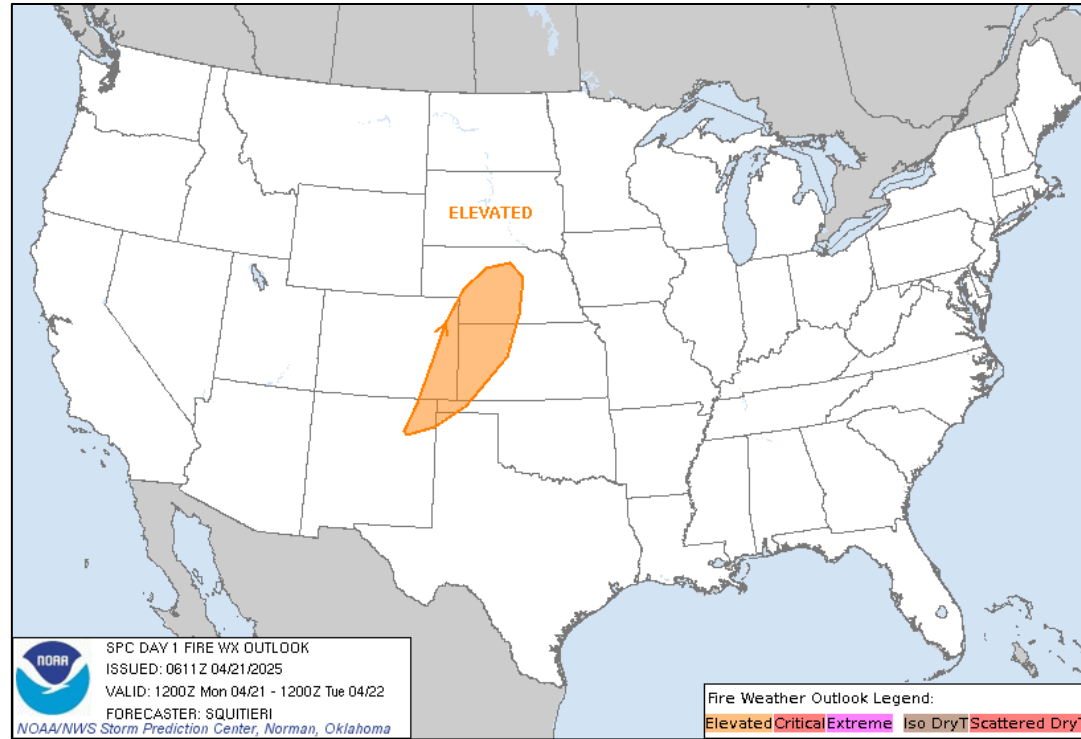 ELEVATED
NOAA
SPC DAY 1 FIRE WX OUTLOOK
ISSUED: 0611Z 04/21/2025
VALID: 1200Z Mon 04/21 - 1200Z Tue 04/22
FORECASTER: SQUITIERI
NOAA/NWS Storm Prediction Center, Norman, Oklahoma
Fire Weather Outlook Legend:
Elevated Critical Extreme Iso DryT Scattered DryT